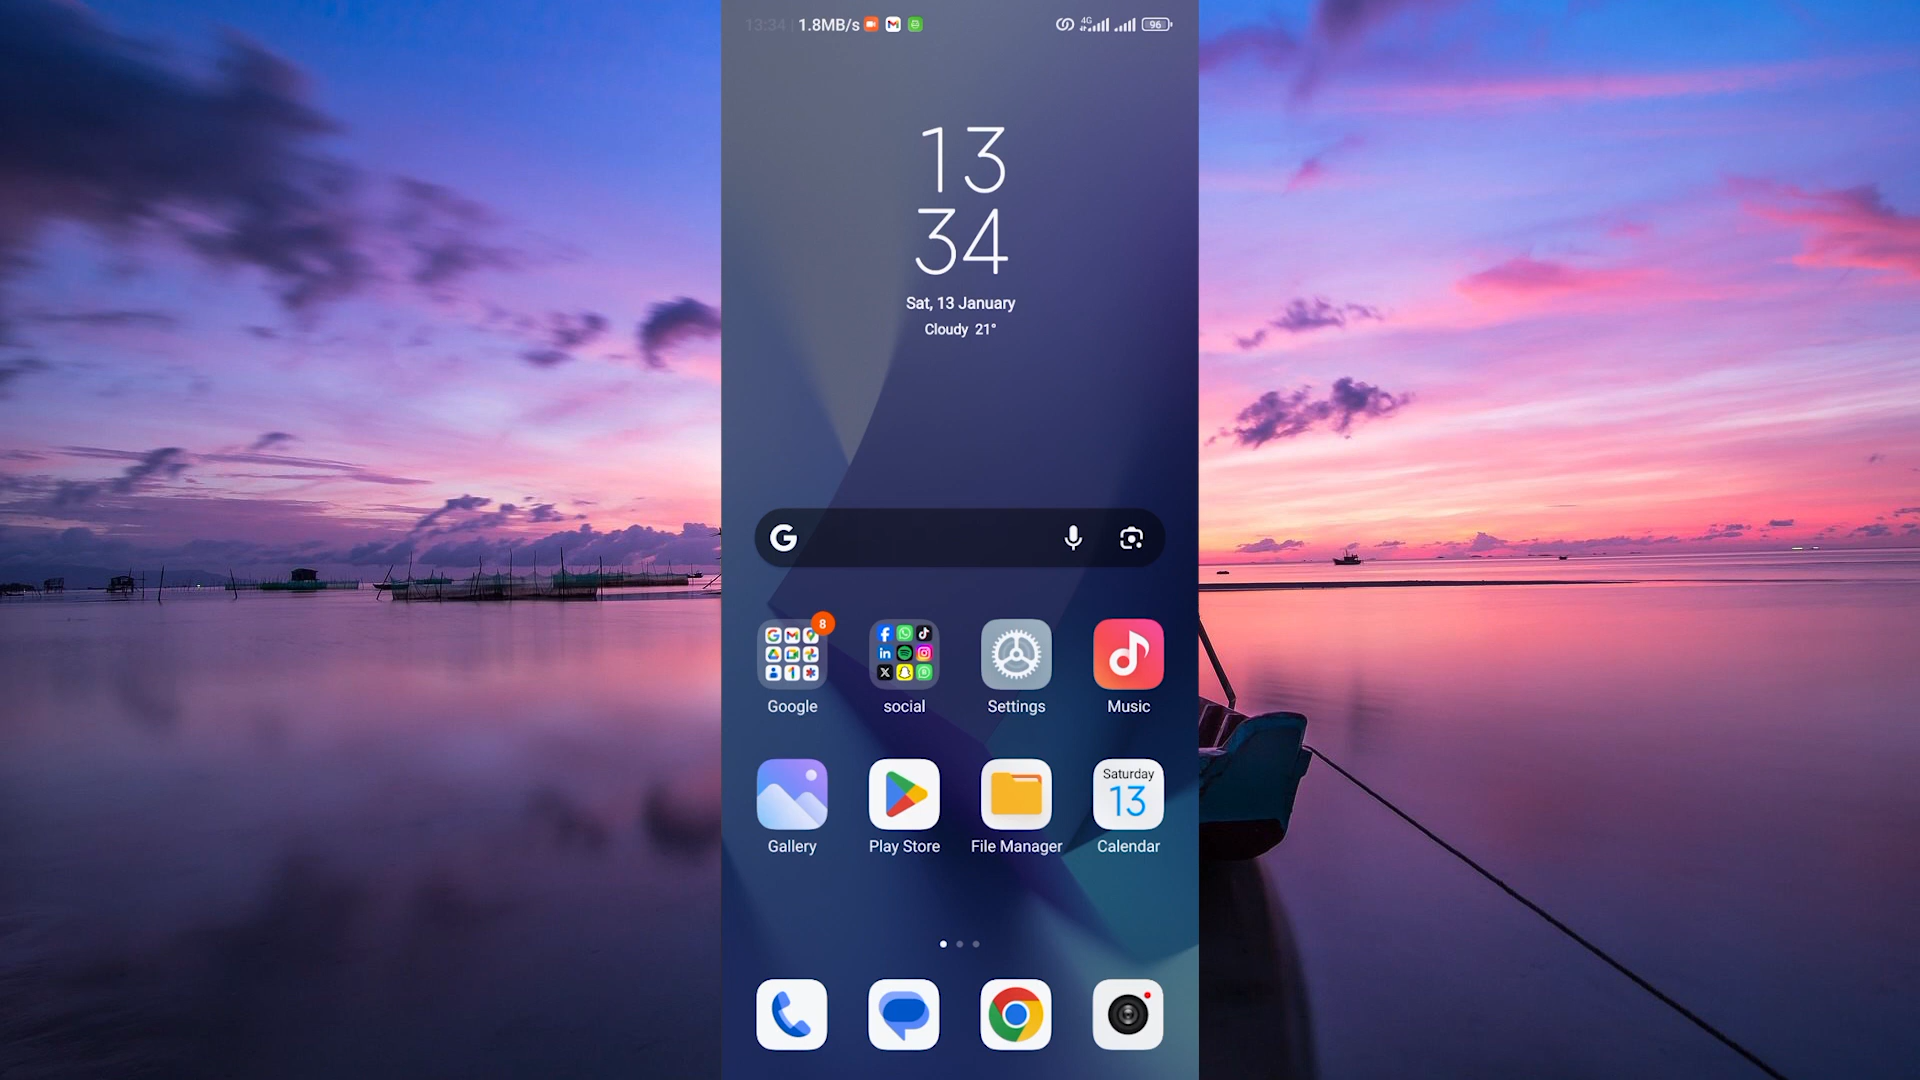 13:34 | 1.8MB/s 4G 96
13
34
Sat, 13 January
Cloudy 21°
8
Google social Settings Music
Saturday
13
Gallery Play Store File Manager Calendar